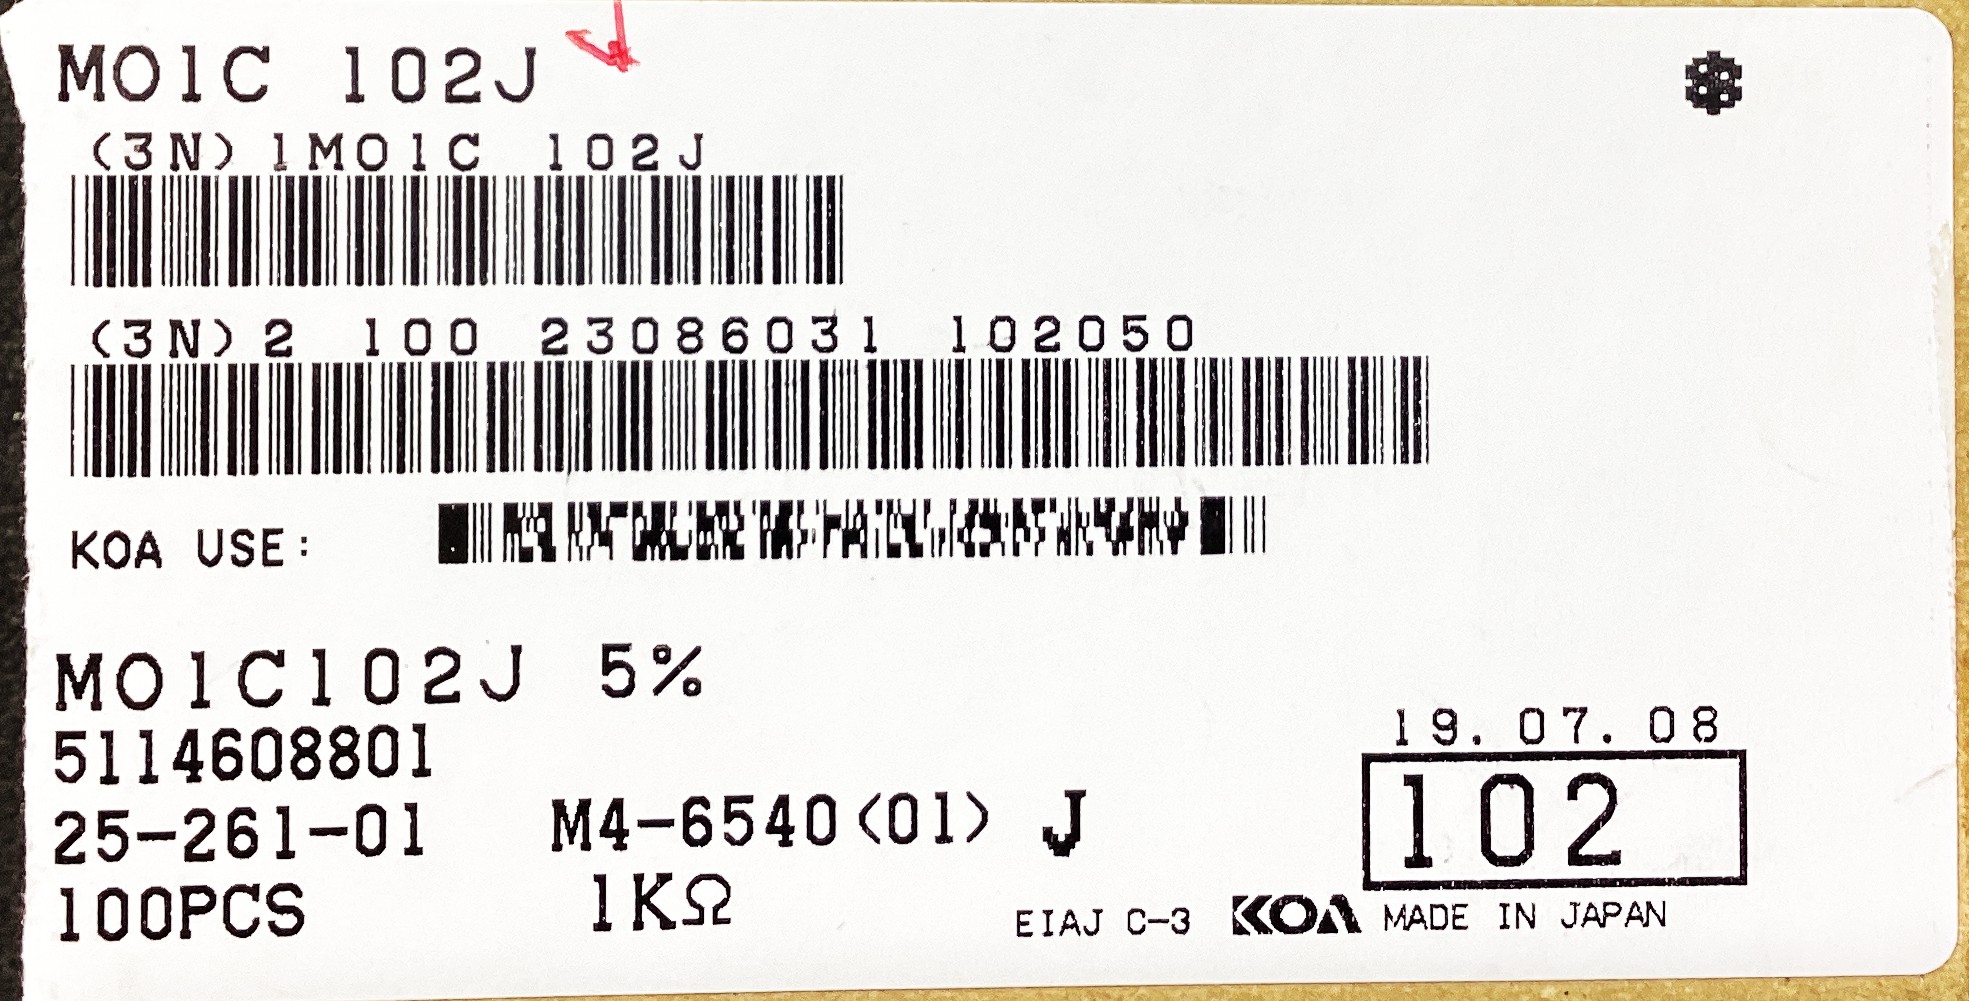 MO1C 102J
(3N)1MO1C 102J
(3N)2 100 23086031 102050
KOA USE:
MO1C102J 5%
5114608801
25-261-01 M4-6540(01) J
100PCS 1KΩ
19.07.08
102
EIAJ C-3 KOA MADE IN JAPAN